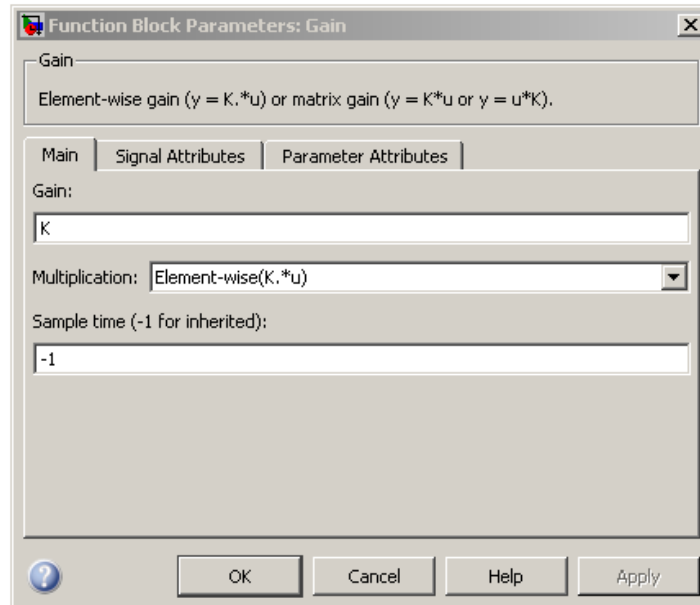 Function Block Parameters: Gain
Gain
Element-wise gain (y = K.*u) or matrix gain (y = K*u or y = u*K).
Main Signal Attributes Parameter Attributes
Gain:
K
Multiplication: Element-wise(K.*u)
Sample time (-1 for inherited):
-1
? OK Cancel Help Apply